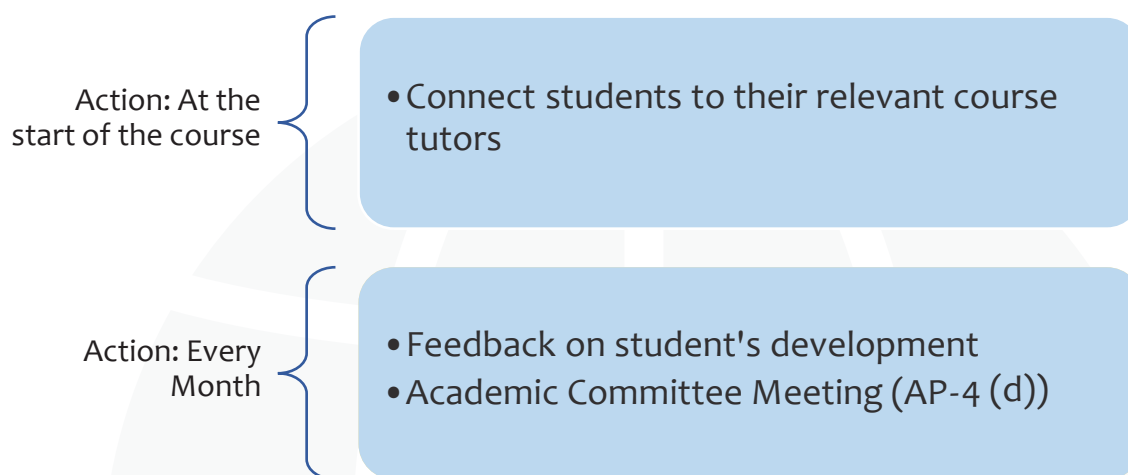 Action: At the
start of the course
•Connect students to their relevant course
tutors
Action: Every
Month
•Feedback on student's development
•Academic Committee Meeting (AP-4 (d))